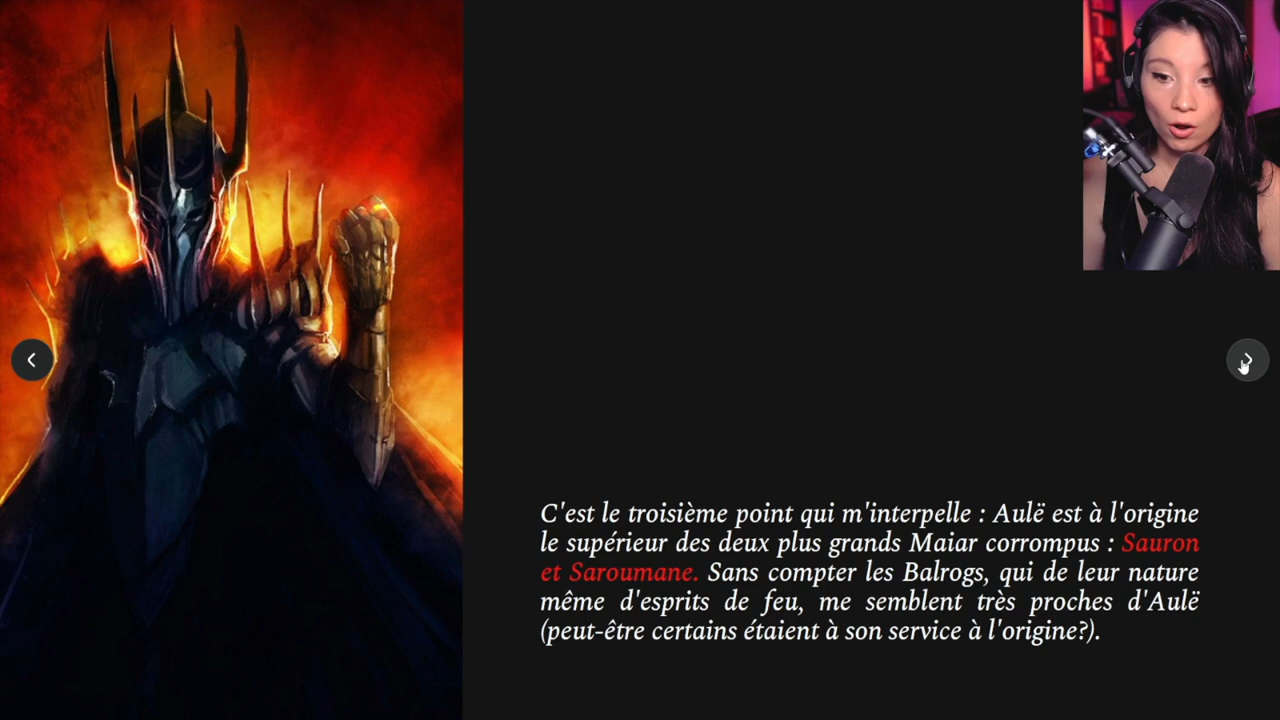 C'est le troisième point qui m'interpelle : Aulë est à l'origine
le supérieur des deux plus grands Maiar corrompus : Sauron
et Saroumane. Sans compter les Balrogs, qui de leur nature
même d'esprits de feu, me semblent très proches d'Aulë
(peut-être certains étaient à son service à l'origine?).